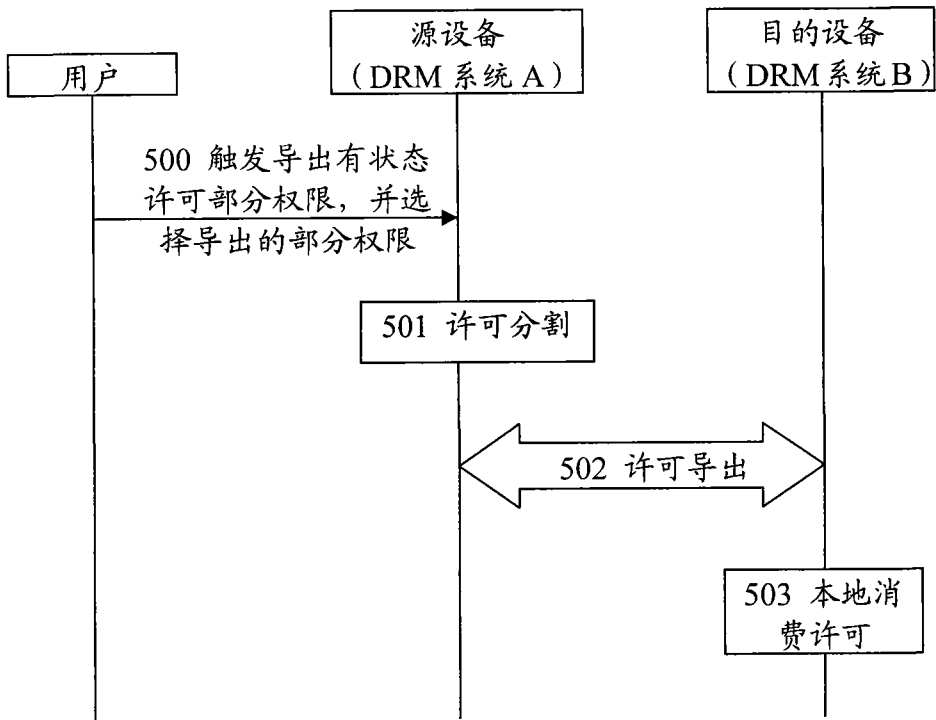 用户
源设备
（DRM 系统 A）
目的设备
（DRM 系统 B）
500 触发导出有状态
许可部分权限，并选
择导出的部分权限
501 许可分割
502 许可导出
503 本地消
费许可